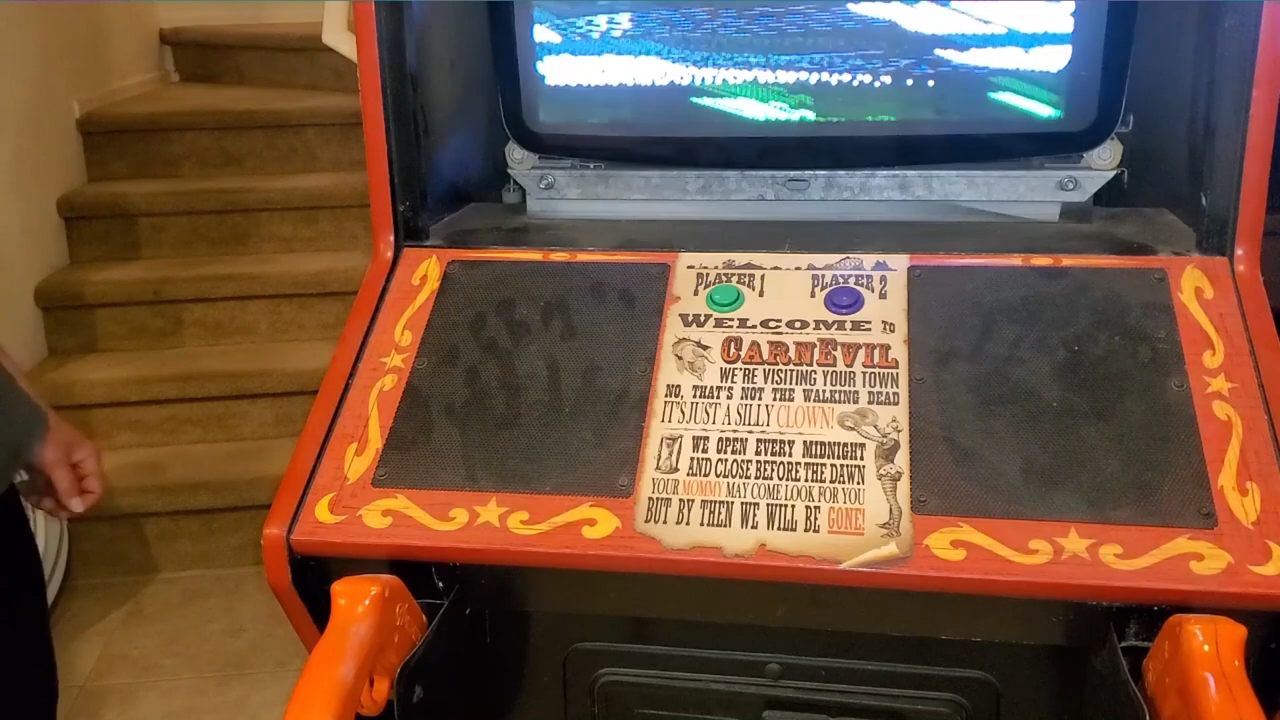 PLAYER 1 PLAYER 2
WELCOME TO
CARNEVIL
WE'RE VISITING YOUR TOWN
NO, THAT'S NOT THE WALKING DEAD
IT'S JUST A SILLY CLOWN!
WE OPEN EVERY MIDNIGHT
AND CLOSE BEFORE THE DAWN
YOUR MOMMY MAY COME LOOK FOR YOU
BUT BY THEN WE WILL BE GONE!